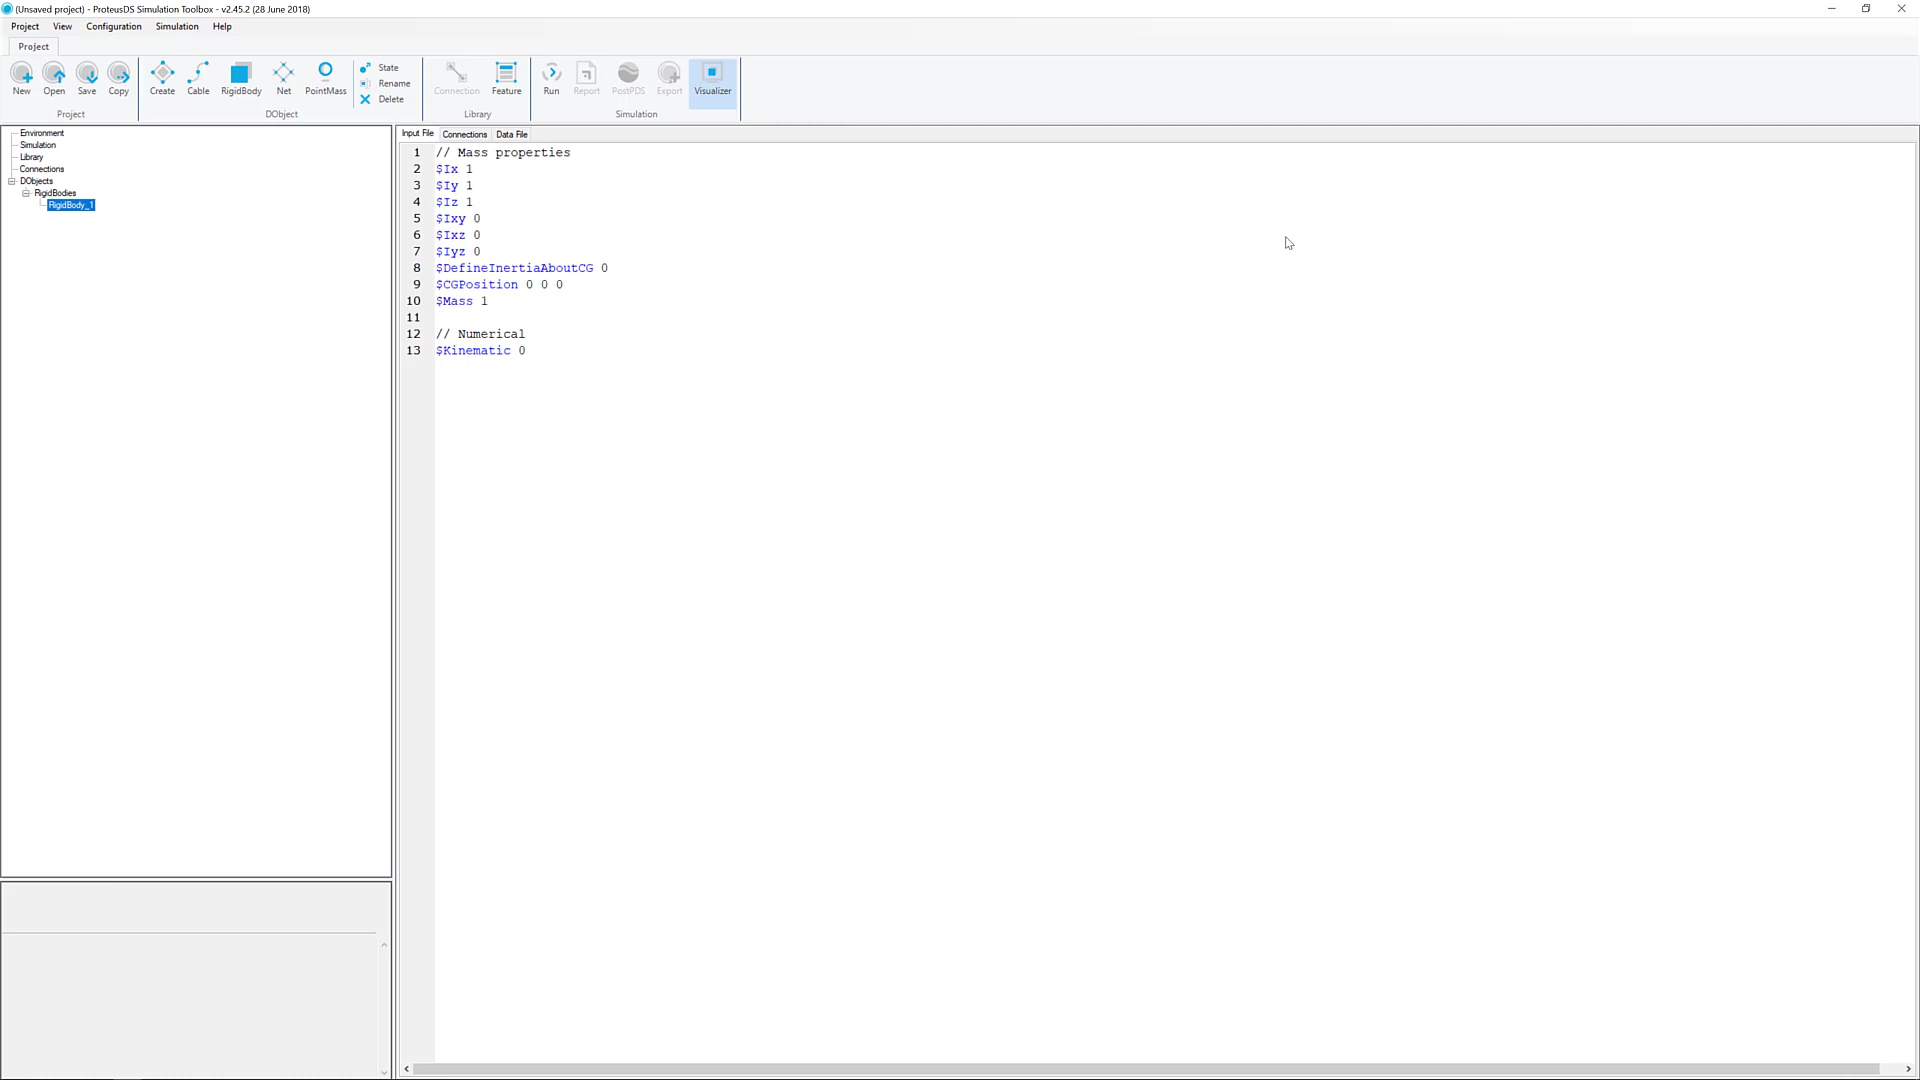 (Unsaved project) - ProteusDS Simulation Toolbox - v2.45.2 (28 June 2018)
Project View Configuration Simulation Help
Project
New Open Save Copy Create Cable RigidBody Net PointMass State Rename Delete Connection Feature Run Report PostPDS Export Visualizer
Project DObject Library Simulation
Environment
Simulation
Library
Connections
DObjects
RigidBodies
RigidBody_1
Input File Connections Data File
1 // Mass properties
2 $Ix 1
3 $Iy 1
4 $Iz 1
5 $Ixy 0
6 $Ixz 0
7 $Iyz 0
8 $DefineInertiaAboutCG 0
9 $CGPosition 0 0 0
10 $Mass 1
11
12 // Numerical
13 $Kinematic 0